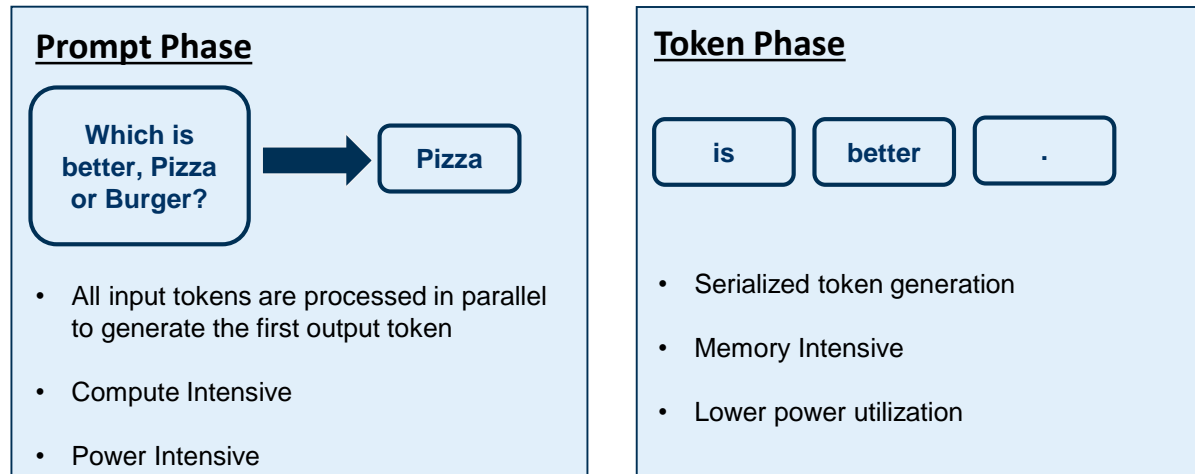 Prompt Phase
Which is
better, Pizza
or Burger?
Pizza
• All input tokens are processed in parallel
to generate the first output token
• Compute Intensive
• Power Intensive
Token Phase
is
better
.
• Serialized token generation
• Memory Intensive
• Lower power utilization